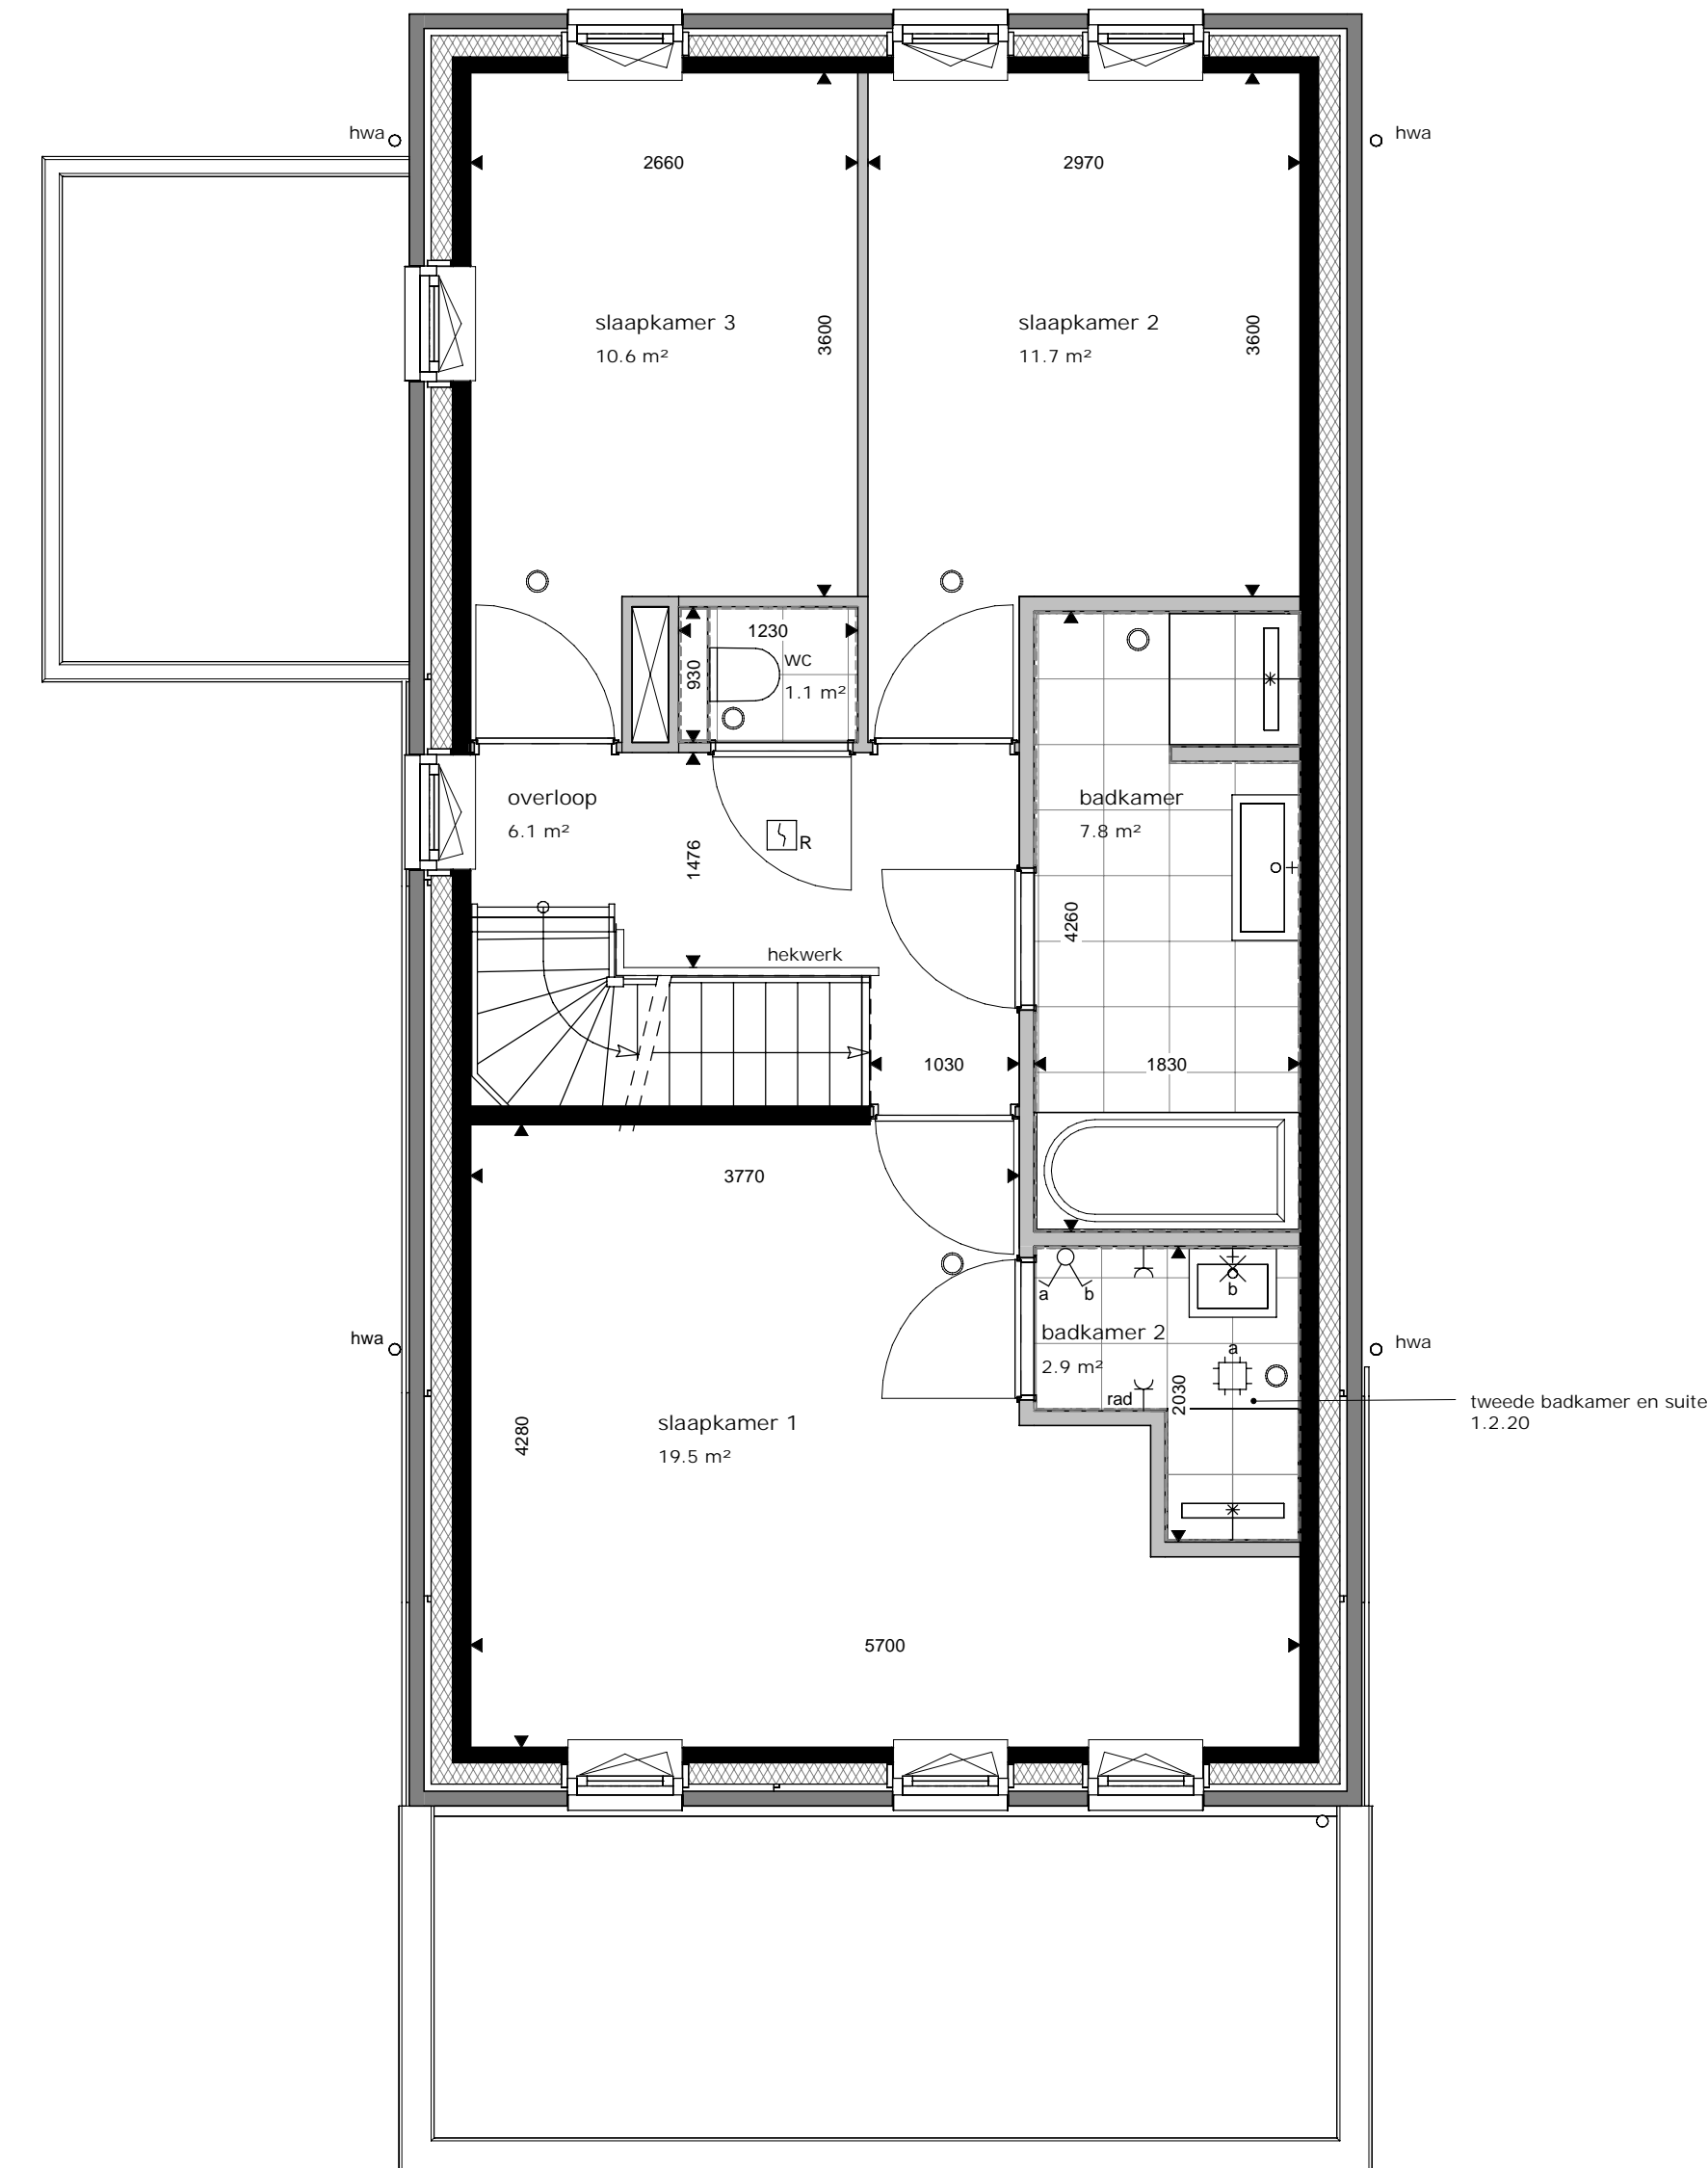 hwa
hwa
2660
2970
slaapkamer 3
10.6 m²
3600
slaapkamer 2
11.7 m²
3600
1230
930
wc
1.1 m²
overloop
6.1 m²
1476
R
badkamer
7.8 m²
4260
hekwerk
1030
1830
3770
a
b
b
badkamer 2
2.9 m²
a
rad
2030
hwa
hwa
tweede badkamer en suite
1.2.20
4280
slaapkamer 1
19.5 m²
5700